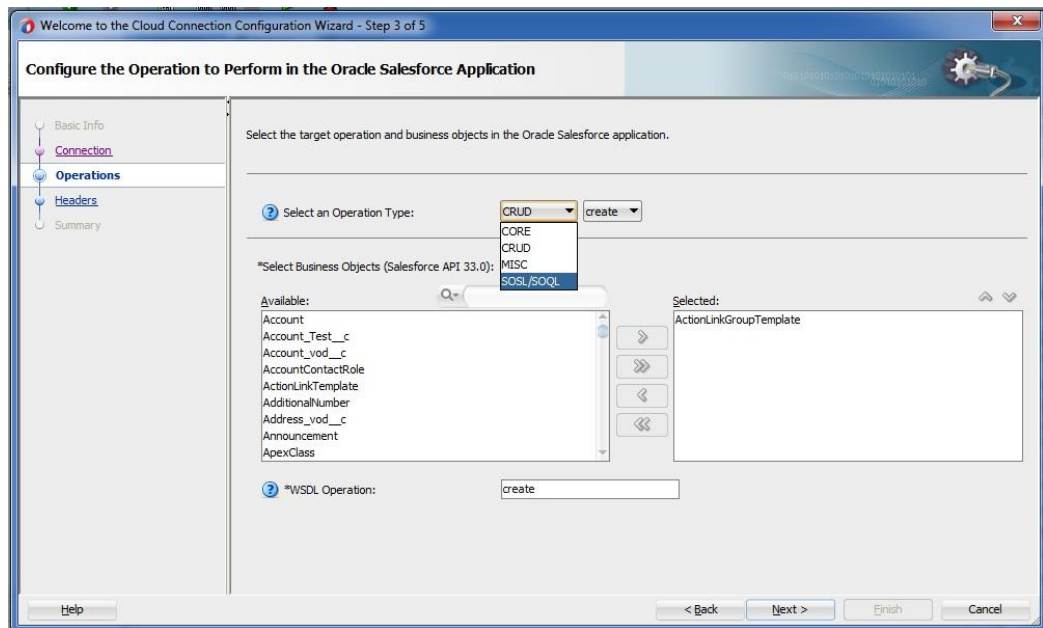 Welcome to the Cloud Connection Configuration Wizard - Step 3 of 5
Configure the Operation to Perform in the Oracle Salesforce Application
Basic Info
Connection
Operations
Headers
Summary
Select the target operation and business objects in the Oracle Salesforce application.
Select an Operation Type:
CRUD
create
CORE
CRUD
MISC
SOSL/SOQL
*Select Business Objects (Salesforce API 33.0):
Available:
Account
Account_Test__c
Account_vod__c
AccountContactRole
ActionLinkTemplate
AdditionalNumber
Address_vod__c
Announcement
ApexClass
Selected:
ActionLinkGroupTemplate
*WSDL Operation:
create
Help
< Back
Next >
Finish
Cancel